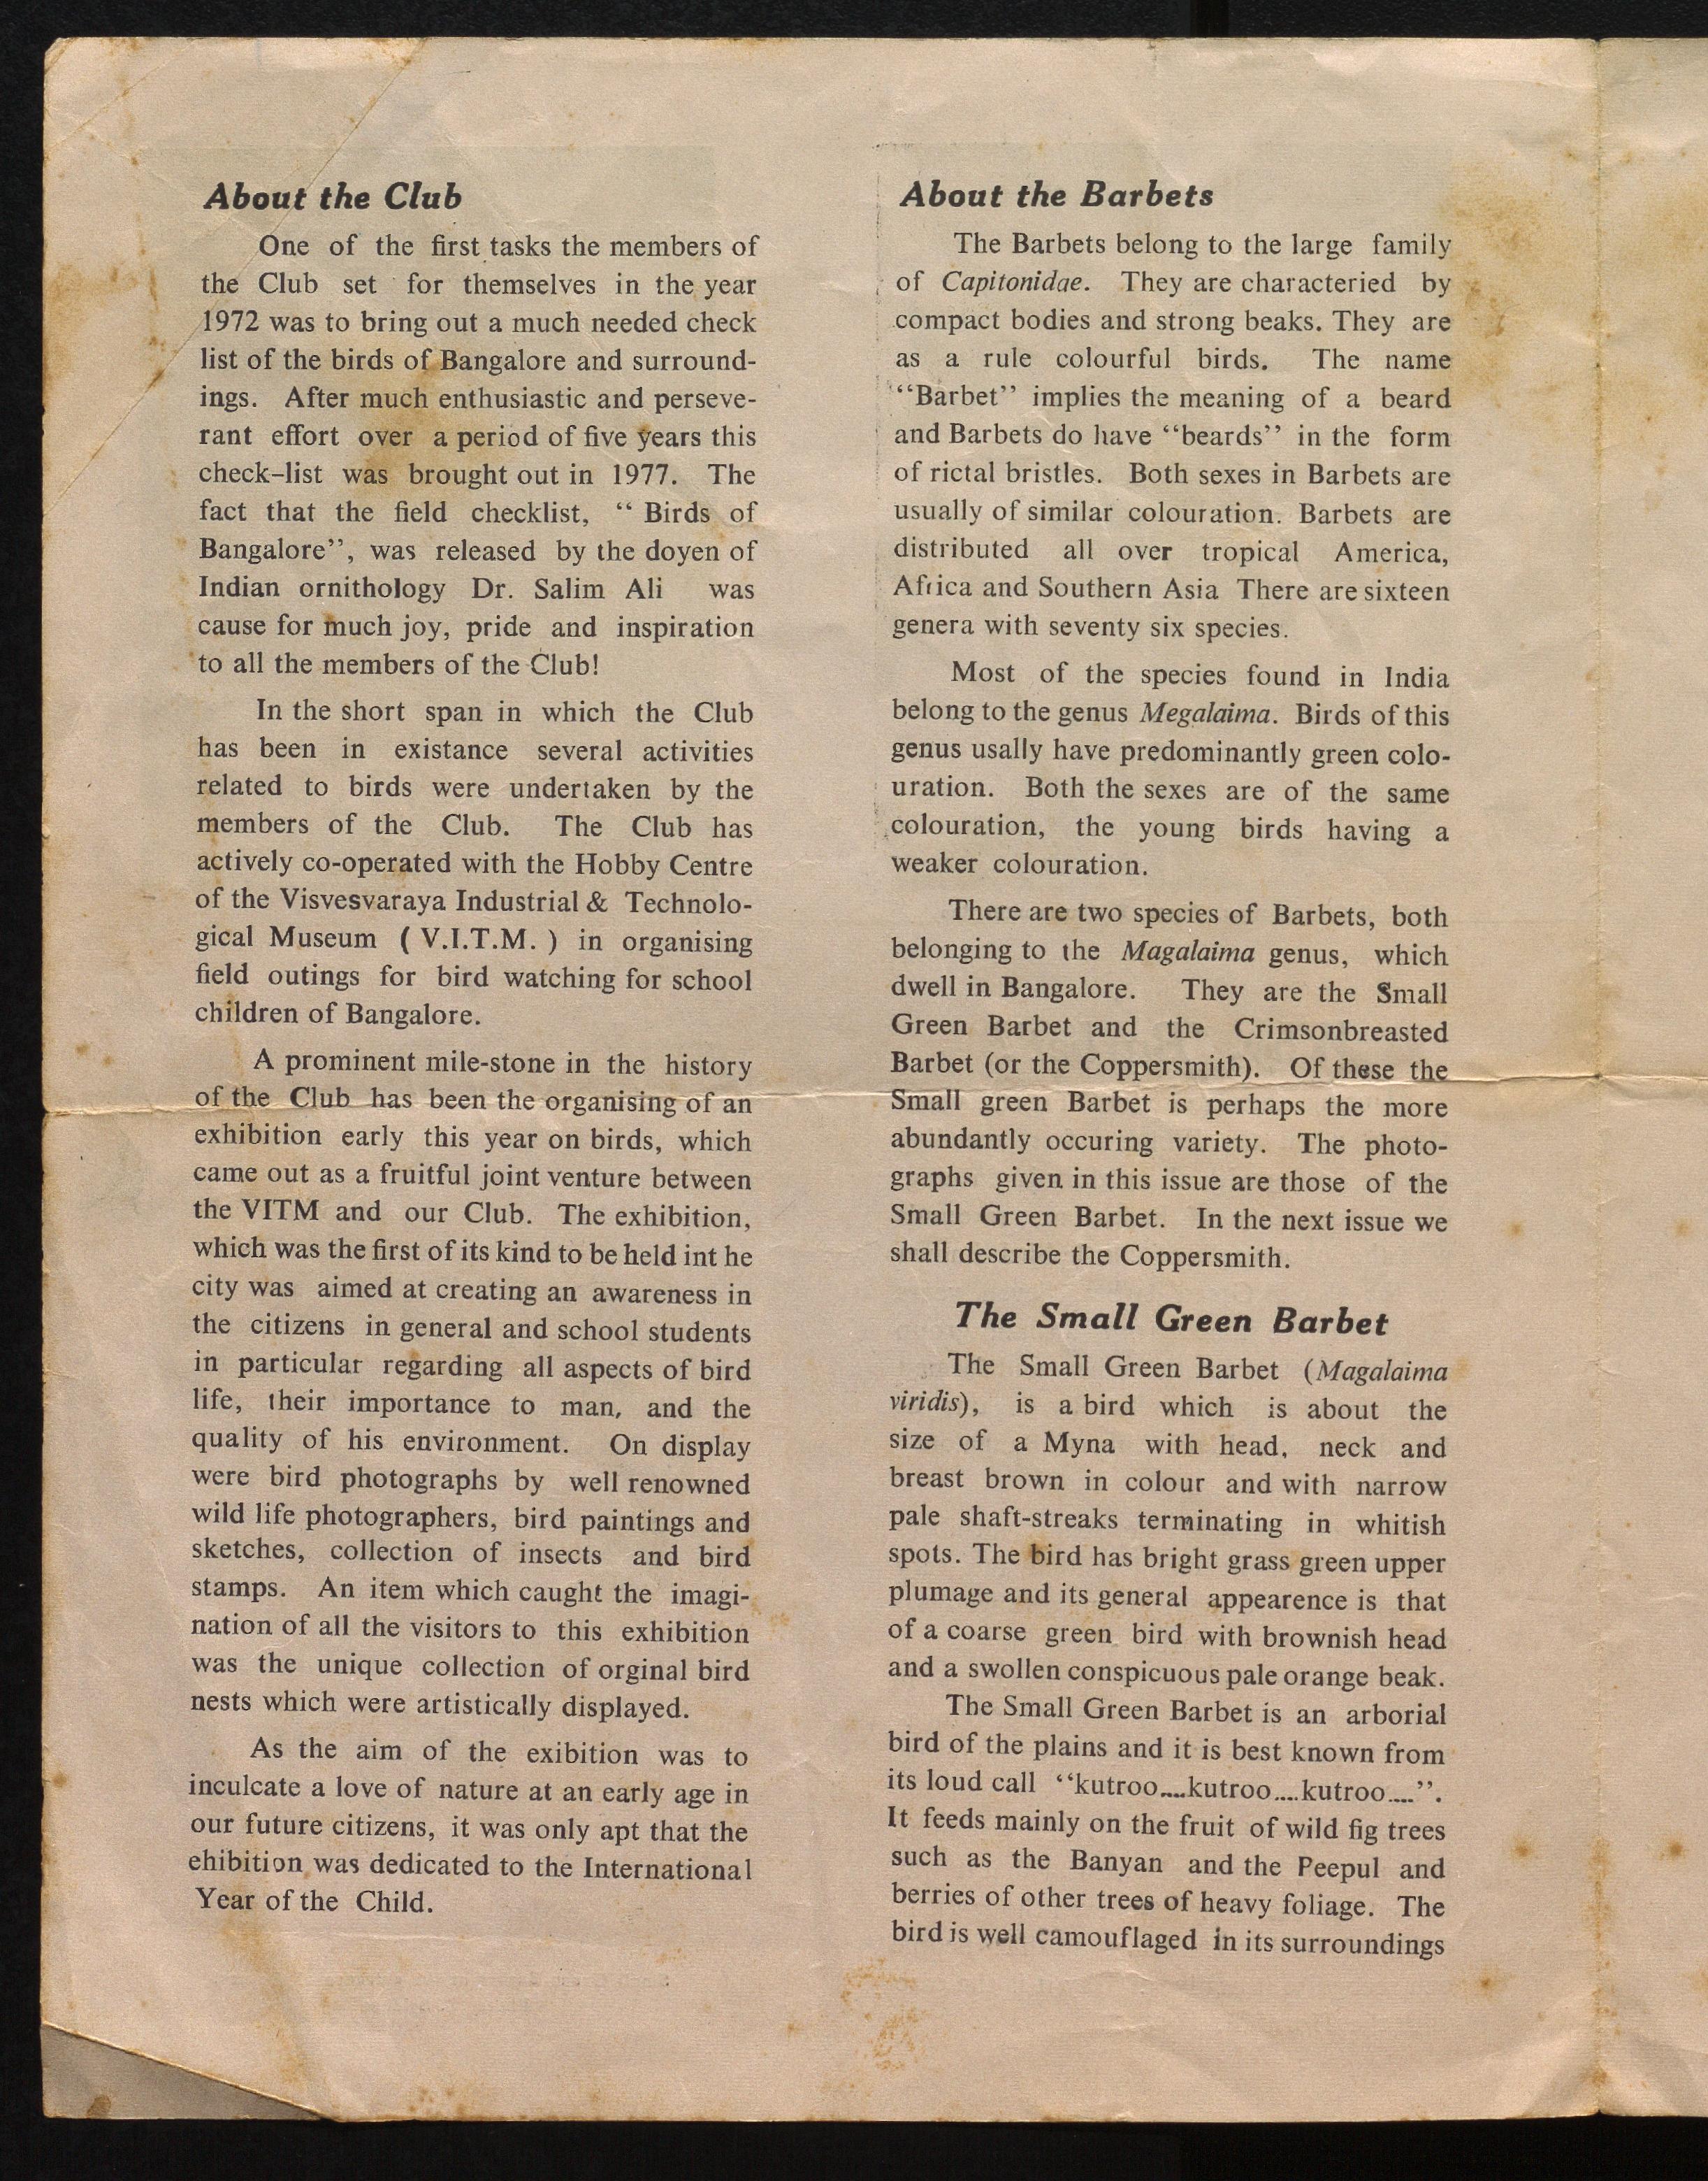 About the Club
One of the first tasks the members of
the Club set for themselves in the year
1972 was to bring out a much needed check
list of the birds of Bangalore and surround-
ings. After much enthusiastic and perseve-
rant effort over a period of five years this
check-list was brought out in 1977. The
fact that the field checklist, “ Birds of
Bangalore”, was released by the doyen of
Indian ornithology Dr. Salim Ali was
cause for much joy, pride and inspiration
to all the members of the Club!
In the short span in which the Club
has been in existance several activities
related to birds were undertaken by the
members of the Club. The Club has
actively co-operated with the Hobby Centre
of the Visvesvaraya Industrial & Technolo-
gical Museum ( V.I.T.M. ) in organising
field outings for bird watching for school
children of Bangalore.
A prominent mile-stone in the history
of the Club has been the organising of an
exhibition early this year on birds, which
came out as a fruitful joint venture between
the VITM and our Club. The exhibition,
which was the first of its kind to be held int he
city was aimed at creating an awareness in
the citizens in general and school students
in particular regarding all aspects of bird
life, their importance to man, and the
quality of his environment. On display
were bird photographs by well renowned
wild life photographers, bird paintings and
sketches, collection of insects and bird
stamps. An item which caught the imagi-
nation of all the visitors to this exhibition
was the unique collection of orginal bird
nests which were artistically displayed.
As the aim of the exibition was to
inculcate a love of nature at an early age in
our future citizens, it was only apt that the
ehibition was dedicated to the International
Year of the Child.
About the Barbets
The Barbets belong to the large family
of Capitonidae. They are characteried by
compact bodies and strong beaks. They are
as a rule colourful birds. The name
“Barbet” implies the meaning of a beard
and Barbets do have “beards” in the form
of rictal bristles. Both sexes in Barbets are
usually of similar colouration. Barbets are
distributed all over tropical America,
Africa and Southern Asia There are sixteen
genera with seventy six species.
Most of the species found in India
belong to the genus Megalaima. Birds of this
genus usally have predominantly green colo-
uration. Both the sexes are of the same
colouration, the young birds having a
weaker colouration.
There are two species of Barbets, both
belonging to the Magalaima genus, which
dwell in Bangalore. They are the Small
Green Barbet and the Crimsonbreasted
Barbet (or the Coppersmith). Of these the
Small green Barbet is perhaps the more
abundantly occuring variety. The photo-
graphs given in this issue are those of the
Small Green Barbet. In the next issue we
shall describe the Coppersmith.
The Small Green Barbet
The Small Green Barbet (Magalaima
viridis), is a bird which is about the
size of a Myna with head, neck and
breast brown in colour and with narrow
pale shaft-streaks terminating in whitish
spots. The bird has bright grass green upper
plumage and its general appearence is that
of a coarse green bird with brownish head
and a swollen conspicuous pale orange beak.
The Small Green Barbet is an arborial
bird of the plains and it is best known from
its loud call “kutroo....kutroo....kutroo....”.
It feeds mainly on the fruit of wild fig trees
such as the Banyan and the Peepul and
berries of other trees of heavy foliage. The
bird is well camouflaged in its surroundings